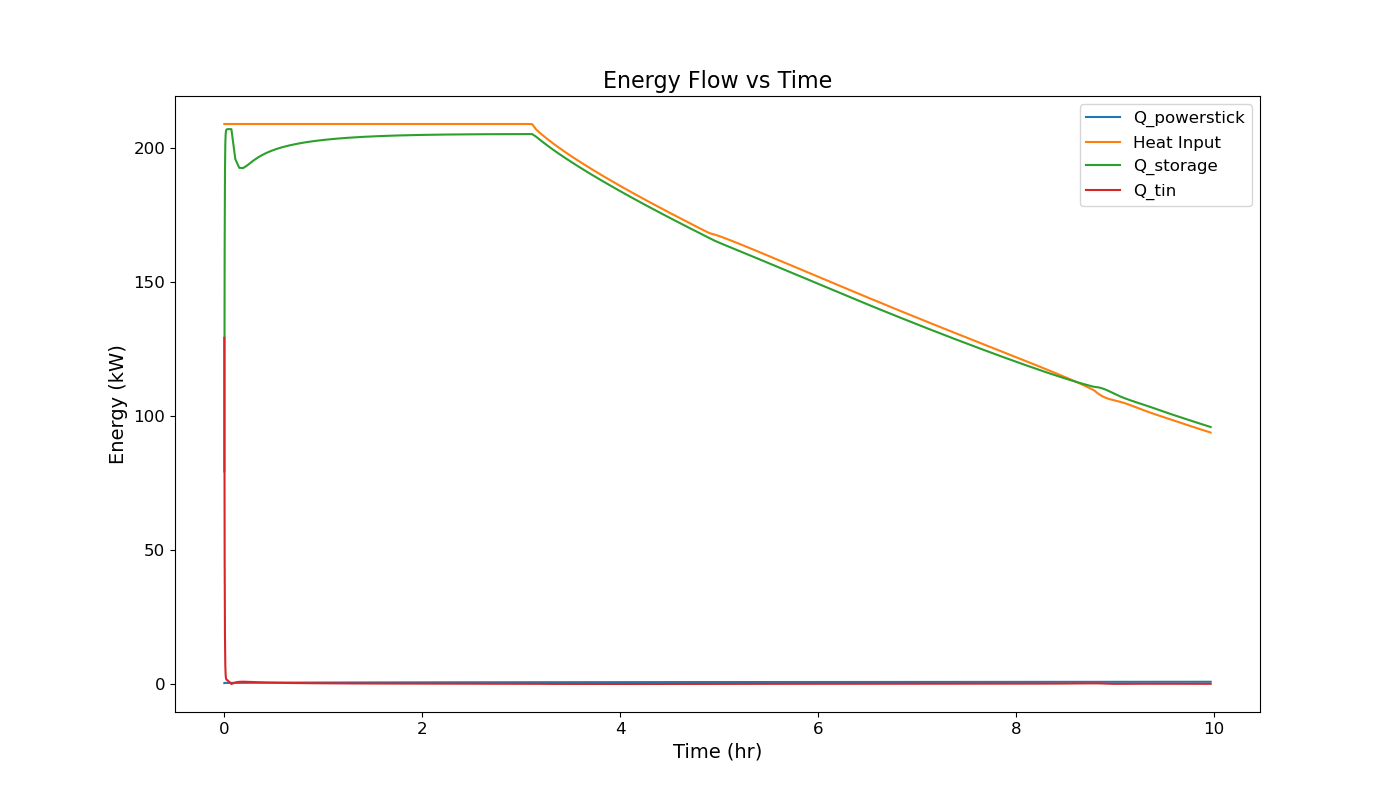 Energy Flow vs Time
Q_powerstick
Heat Input
Q_storage
Q_tin
200
150
100
50
0
Energy (kW)
0 2 4 6 8 10
Time (hr)